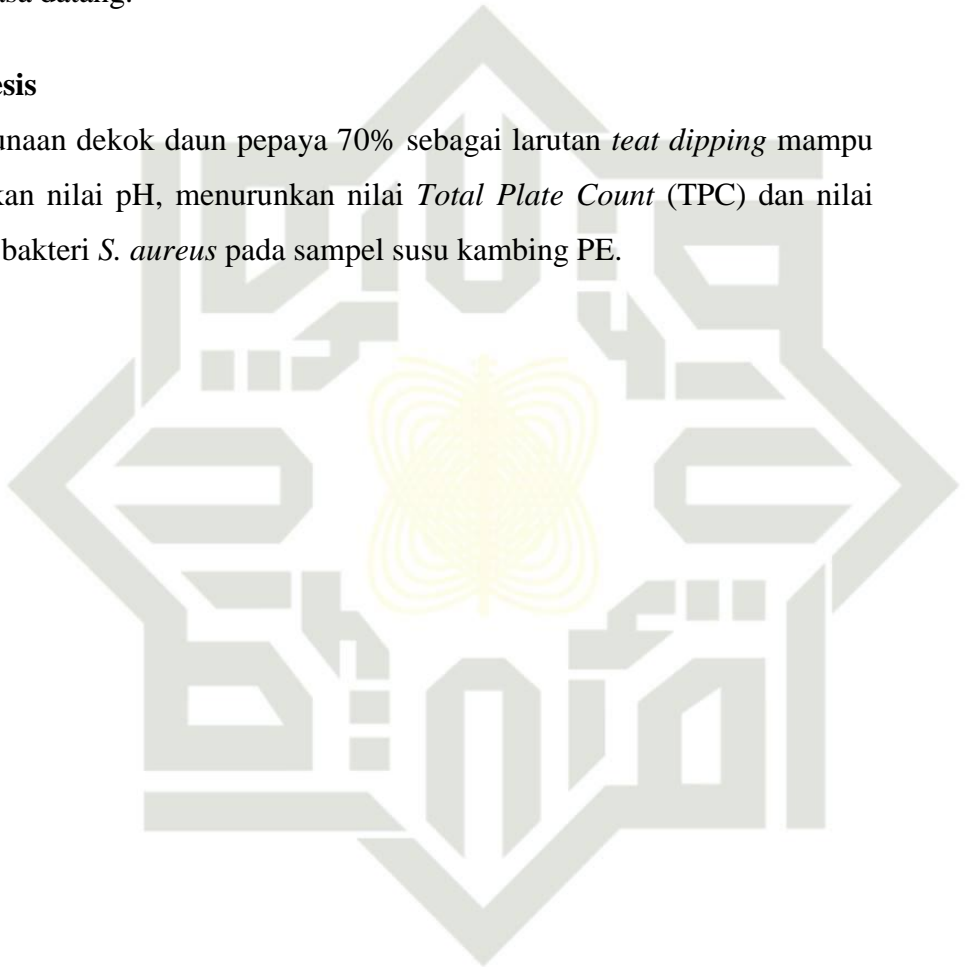 sa datang.
esis
unaan dekok daun pepaya 70% sebagai larutan teat dipping mampu
kan nilai pH, menurunkan nilai Total Plate Count (TPC) dan nilai
bakteri S. aureus pada sampel susu kambing PE.